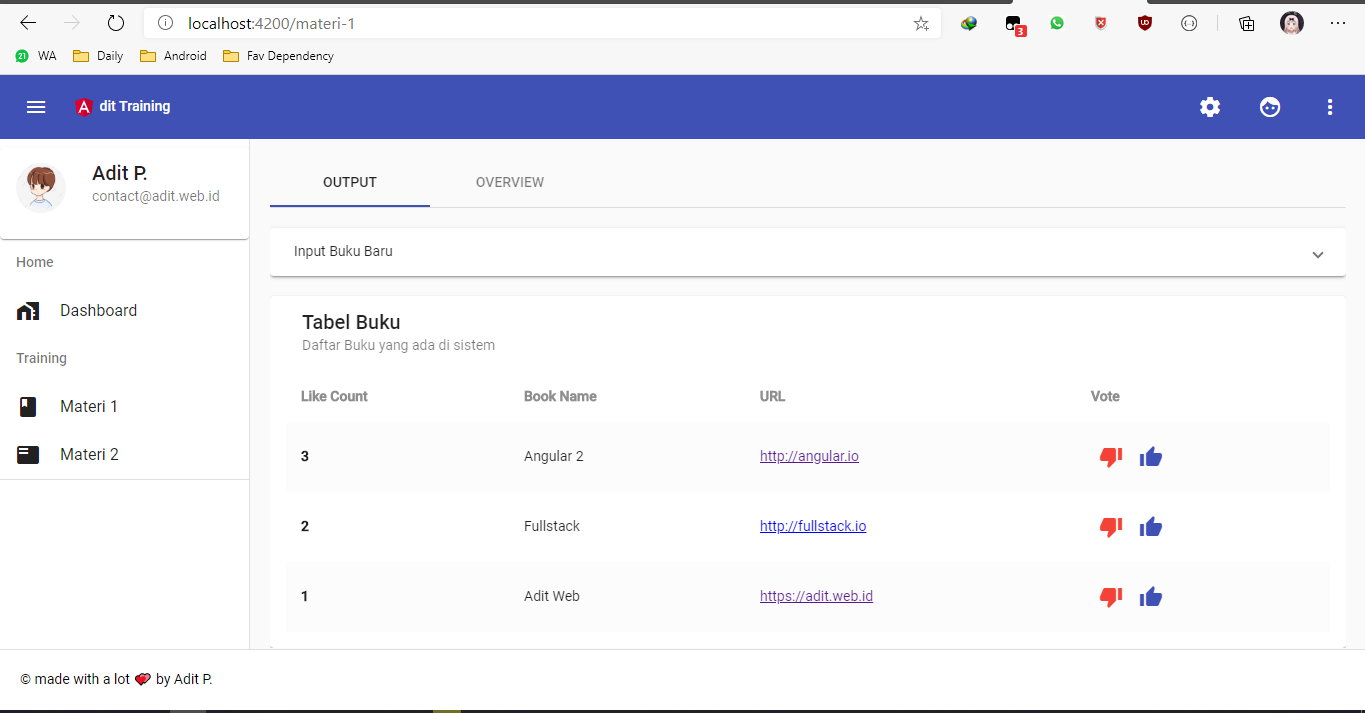 localhost:4200/materi-1
3
21 WA Daily Android Fav Dependency
A dit Training
Adit P.
contact@adit.web.id
Home
Dashboard
Training
Materi 1
Materi 2
OUTPUT OVERVIEW
Input Buku Baru
Tabel Buku
Daftar Buku yang ada di sistem
Like Count Book Name URL Vote
3 Angular 2 http://angular.io
2 Fullstack http://fullstack.io
1 Adit Web https://adit.web.id
© made with a lot 💕 by Adit P.